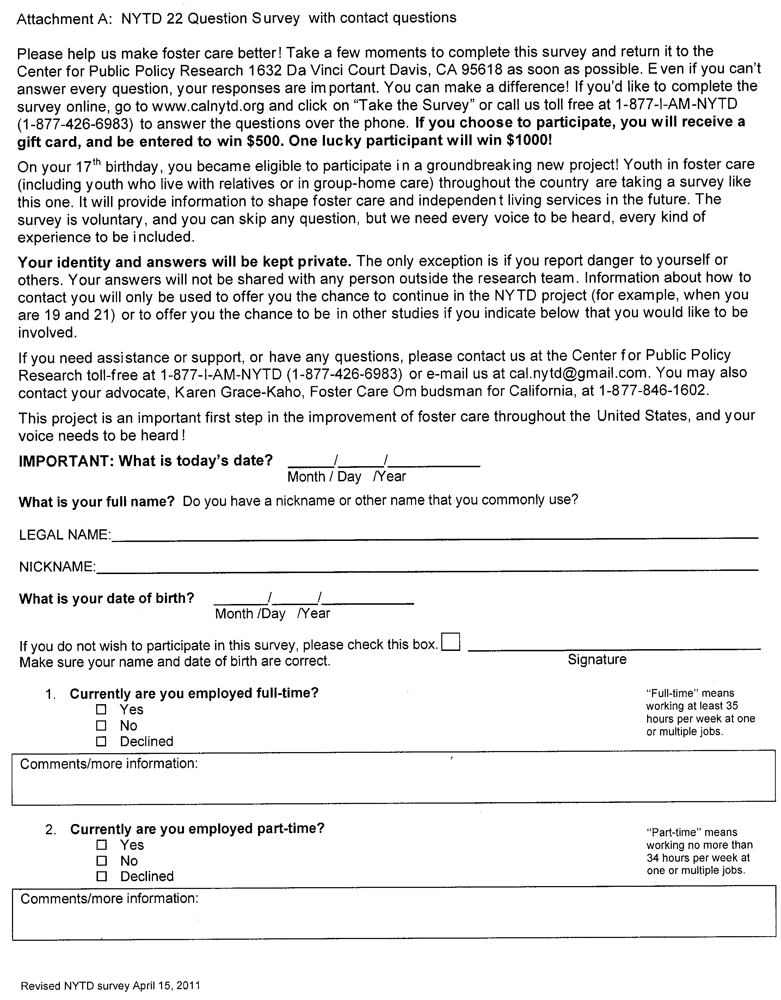 Attachment A: NYTD 22 Question Survey with contact questions
Please help us make foster care better! Take a few moments to complete this survey and return it to the
Center for Public Policy Research 1632 Da Vinci Court Davis, CA 95618 as soon as possible. Even if you can't
answer every question, your responses are important. You can make a difference! If you'd like to complete the
survey online, go to www.calnytd.org and click on “Take the Survey” or call us toll free at 1-877-I-AM-NYTD
(1-877-426-6983) to answer the questions over the phone. If you choose to participate, you will receive a
gift card, and be entered to win $500. One lucky participant will win $1000!
On your 17th birthday, you became eligible to participate in a groundbreaking new project! Youth in foster care
(including youth who live with relatives or in group-home care) throughout the country are taking a survey like
this one. It will provide information to shape foster care and independent living services in the future. The
survey is voluntary, and you can skip any question, but we need every voice to be heard, every kind of
experience to be included.
Your identity and answers will be kept private. The only exception is if you report danger to yourself or
others. Your answers will not be shared with any person outside the research team. Information about how to
contact you will only be used to offer you the chance to continue in the NYTD project (for example, when you
are 19 and 21) or to offer you the chance to be in other studies if you indicate below that you would like to be
involved.
If you need assistance or support, or have any questions, please contact us at the Center for Public Policy
Research toll-free at 1-877-I-AM-NYTD (1-877-426-6983) or e-mail us at cal.nytd@gmail.com. You may also
contact your advocate, Karen Grace-Kaho, Foster Care Ombudsman for California, at 1-877-846-1602.
This project is an important first step in the improvement of foster care throughout the United States, and your
voice needs to be heard!
IMPORTANT: What is today's date? ______/______/____________
Month / Day /Year
What is your full name? Do you have a nickname or other name that you commonly use?
LEGAL NAME:
NICKNAME:
What is your date of birth? ______/______/____________
Month /Day /Year
If you do not wish to participate in this survey, please check this box. □
Make sure your name and date of birth are correct. Signature
1. Currently are you employed full-time?
□ Yes
□ No
□ Declined
“Full-time” means
working at least 35
hours per week at one
or multiple jobs.
Comments/more information:
2. Currently are you employed part-time?
□ Yes
□ No
□ Declined
“Part-time” means
working no more than
34 hours per week at
one or multiple jobs.
Comments/more information:
Revised NYTD survey April 15, 2011